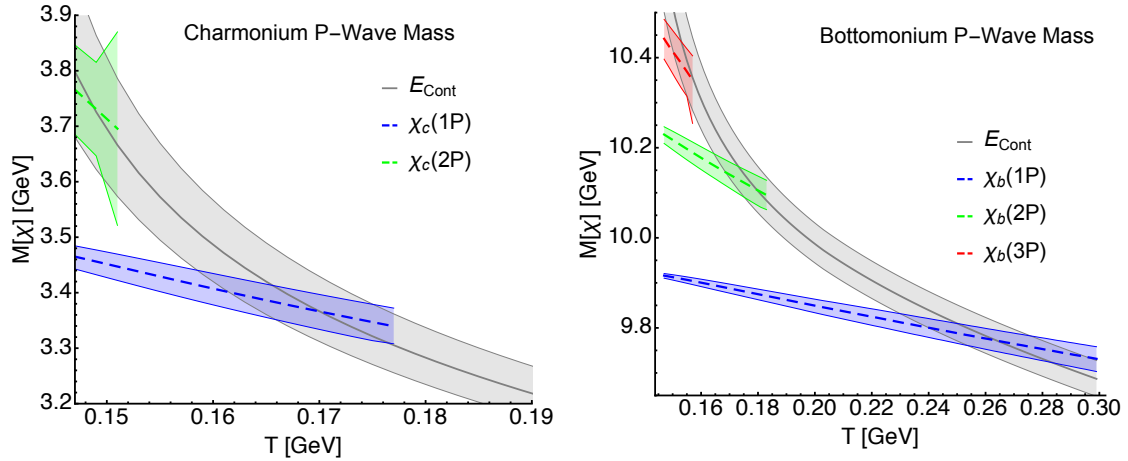 Charmonium P-Wave Mass
E_Cont
χ_c(1P)
χ_c(2P)
M[χ] [GeV]
3.9
3.8
3.7
3.6
3.5
3.4
3.3
3.2
0.15 0.16 0.17 0.18 0.19
T [GeV]
Bottomonium P-Wave Mass
E_Cont
χ_b(1P)
χ_b(2P)
χ_b(3P)
M[χ] [GeV]
10.4
10.2
10.0
9.8
0.16 0.18 0.20 0.22 0.24 0.26 0.28 0.30
T [GeV]